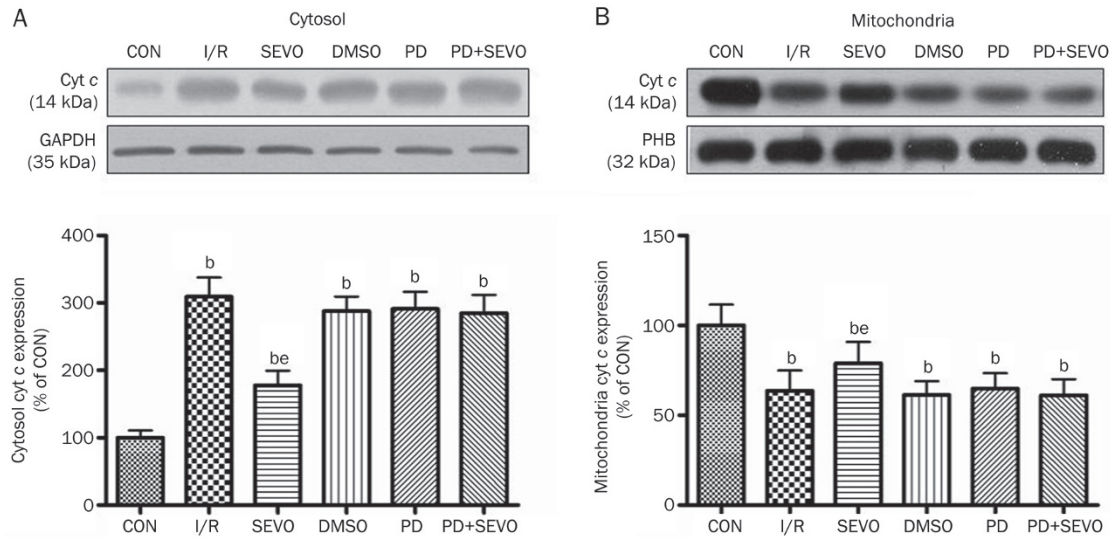 A
Cytosol
CON I/R SEVO DMSO PD PD+SEVO
Cyt c
(14 kDa)
GAPDH
(35 kDa)
400
300
200
100
0
Cytosol cyt c expression
(% of CON)
b
be
b
b
b
CON I/R SEVO DMSO PD PD+SEVO
B
Mitochondria
CON I/R SEVO DMSO PD PD+SEVO
Cyt c
(14 kDa)
PHB
(32 kDa)
150
100
50
0
Mitochondria cyt c expression
(% of CON)
b
be
b
b
b
CON I/R SEVO DMSO PD PD+SEVO